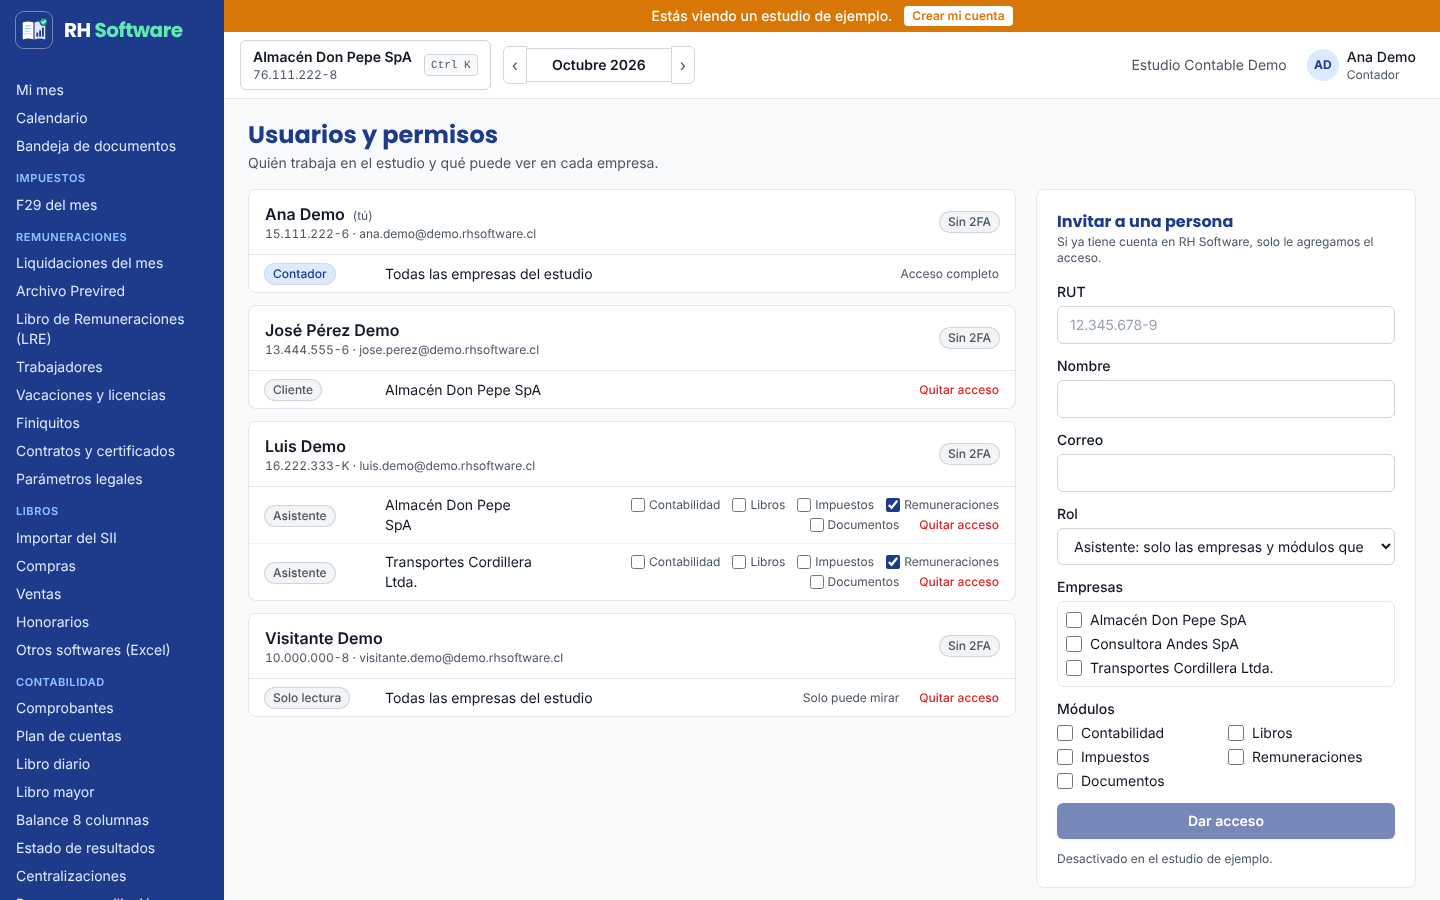 Estás viendo un estudio de ejemplo. Crear mi cuenta
RH Software
Mi mes
Calendario
Bandeja de documentos
IMPUESTOS
F29 del mes
REMUNERACIONES
Liquidaciones del mes
Archivo Previred
Libro de Remuneraciones
(LRE)
Trabajadores
Vacaciones y licencias
Finiquitos
Contratos y certificados
Parámetros legales
LIBROS
Importar del SII
Compras
Ventas
Honorarios
Otros softwares (Excel)
CONTABILIDAD
Comprobantes
Plan de cuentas
Libro diario
Libro mayor
Balance 8 columnas
Estado de resultados
Centralizaciones
Almacén Don Pepe SpA
76.111.222-8
Ctrl K
‹ Octubre 2026 ›
Estudio Contable Demo
AD
Ana Demo
Contador
Usuarios y permisos
Quién trabaja en el estudio y qué puede ver en cada empresa.
Ana Demo (tú)
15.111.222-6 · ana.demo@demo.rhsoftware.cl
Sin 2FA
Contador Todas las empresas del estudio Acceso completo
José Pérez Demo
13.444.555-6 · jose.perez@demo.rhsoftware.cl
Sin 2FA
Cliente Almacén Don Pepe SpA Quitar acceso
Luis Demo
16.222.333-K · luis.demo@demo.rhsoftware.cl
Sin 2FA
Asistente
Almacén Don Pepe
SpA
Contabilidad Libros Impuestos Remuneraciones
Documentos Quitar acceso
Asistente
Transportes Cordillera
Ltda.
Contabilidad Libros Impuestos Remuneraciones
Documentos Quitar acceso
Visitante Demo
10.000.000-8 · visitante.demo@demo.rhsoftware.cl
Sin 2FA
Solo lectura Todas las empresas del estudio Solo puede mirar Quitar acceso
Invitar a una persona
Si ya tiene cuenta en RH Software, solo le agregamos el
acceso.
RUT
12.345.678-9
Nombre
Correo
Rol
Asistente: solo las empresas y módulos que
Empresas
Almacén Don Pepe SpA
Consultora Andes SpA
Transportes Cordillera Ltda.
Módulos
Contabilidad Libros
Impuestos Remuneraciones
Documentos
Dar acceso
Desactivado en el estudio de ejemplo.